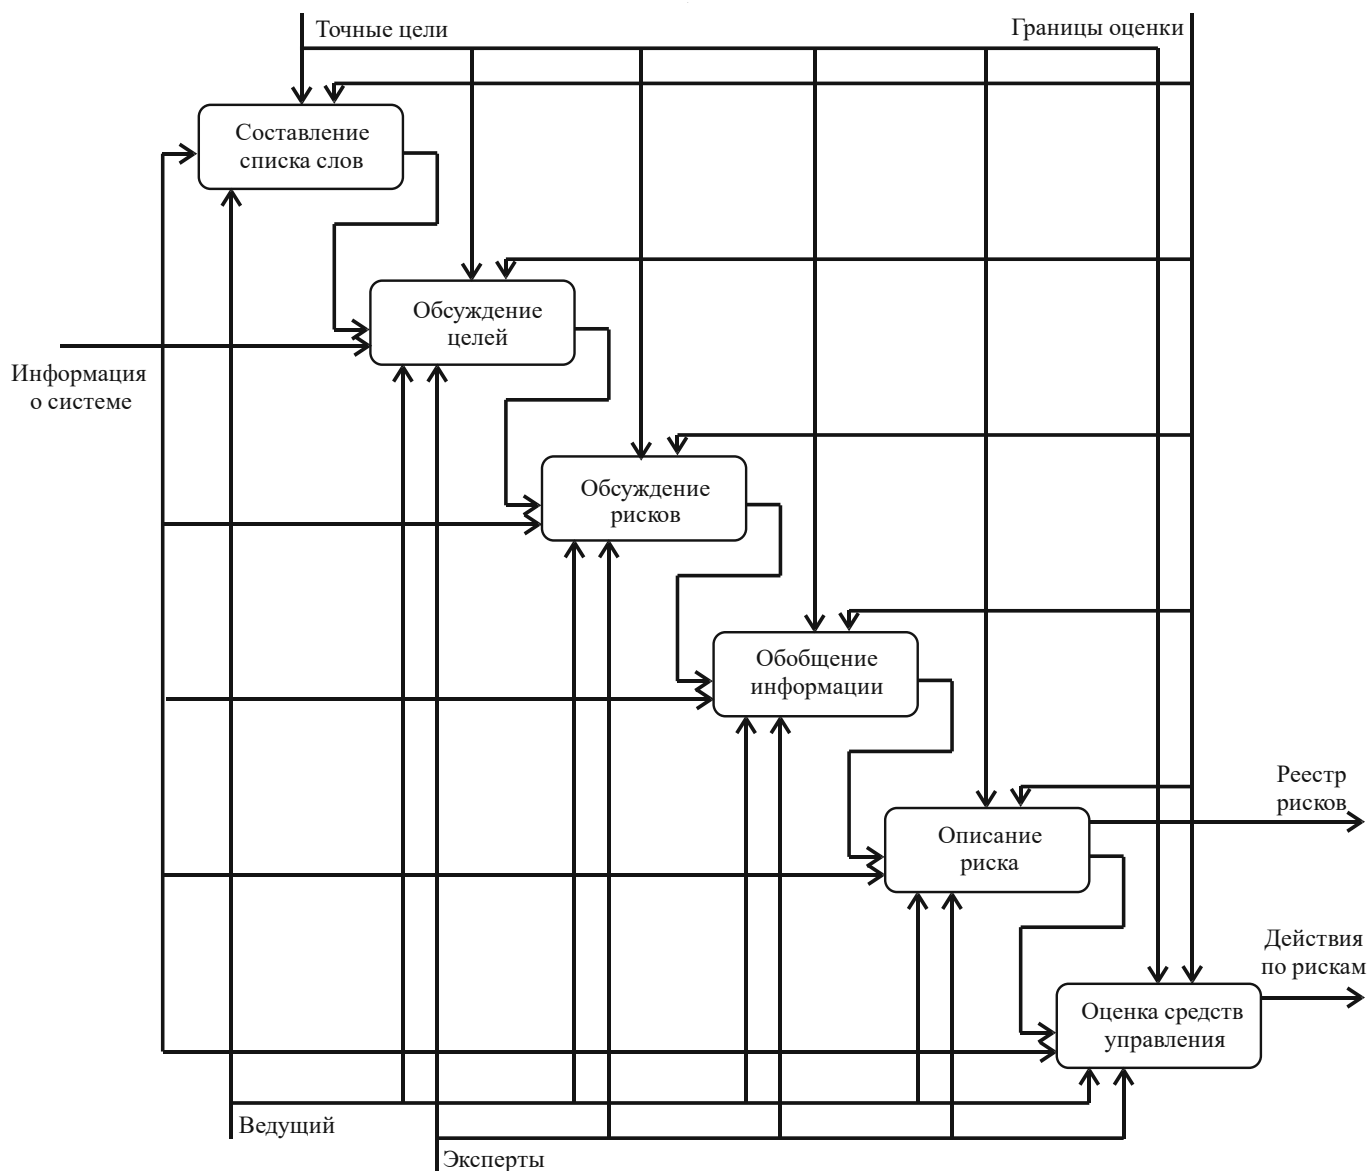 Точные цели
Границы оценки
Составление
списка слов
Обсуждение
целей
Информация
о системе
Обсуждение
рисков
Обобщение
информации
Реестр
рисков
Описание
риска
Действия
по рискам
Оценка средств
управления
Ведущий
Эксперты